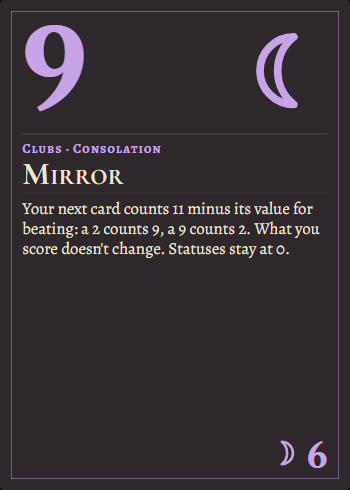 9
Clubs · Consolation
Mirror
Your next card counts 11 minus its value for
beating: a 2 counts 9, a 9 counts 2. What you
score doesn't change. Statuses stay at 0.
6